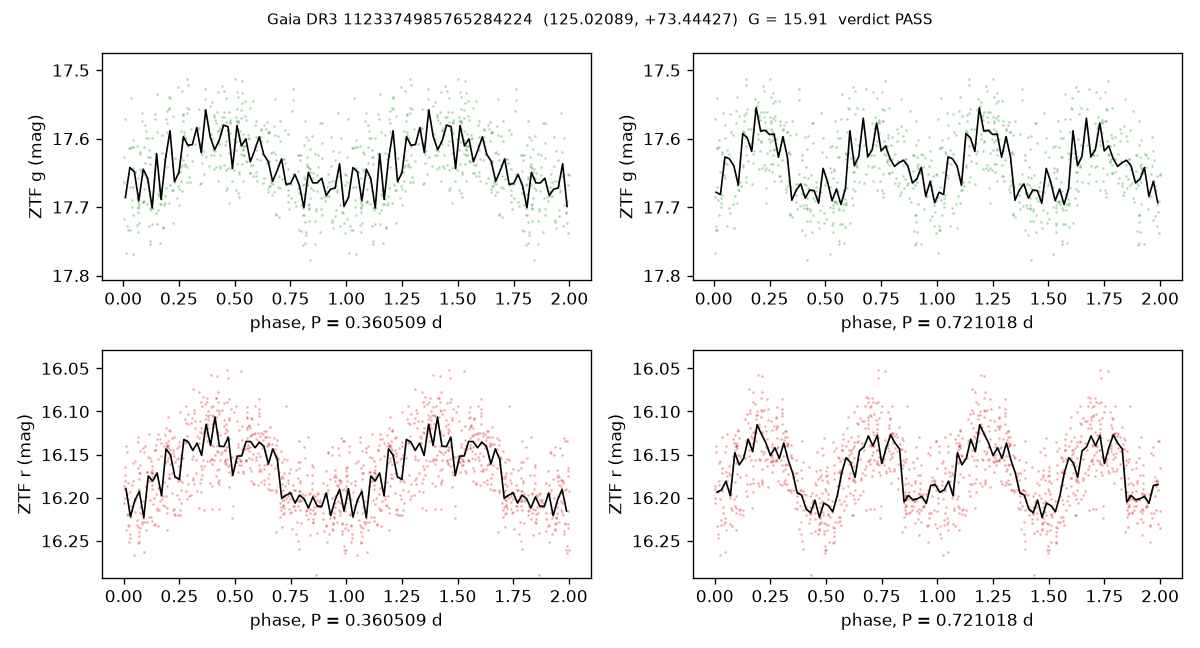 Gaia DR3 1123374985765284224  (125.02089, +73.44427)  G = 15.91  verdict PASS
17.5
17.6
17.7
17.8
ZTF g (mag)
0.00 0.25 0.50 0.75 1.00 1.25 1.50 1.75 2.00
phase, P = 0.360509 d
17.5
17.6
17.7
17.8
ZTF g (mag)
0.00 0.25 0.50 0.75 1.00 1.25 1.50 1.75 2.00
phase, P = 0.721018 d
16.05
16.10
16.15
16.20
16.25
ZTF r (mag)
0.00 0.25 0.50 0.75 1.00 1.25 1.50 1.75 2.00
phase, P = 0.360509 d
16.05
16.10
16.15
16.20
16.25
ZTF r (mag)
0.00 0.25 0.50 0.75 1.00 1.25 1.50 1.75 2.00
phase, P = 0.721018 d